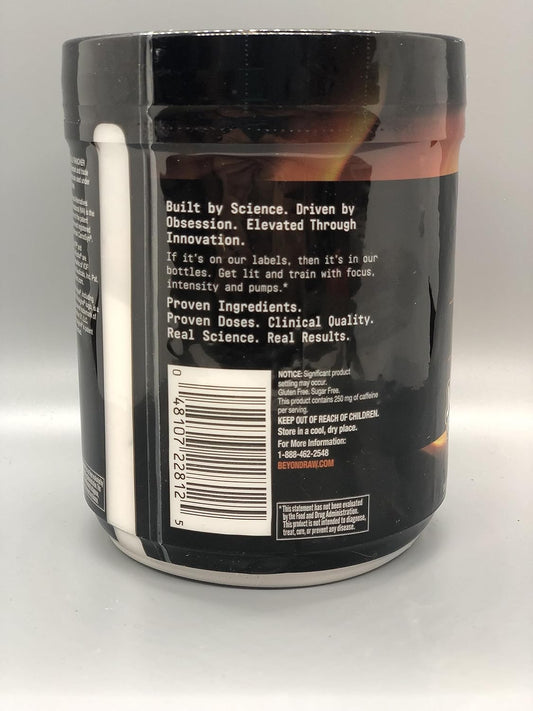 Built by Science. Driven by
Obsession. Elevated Through
Innovation.
If it's on our labels, then it's in our
bottles. Get lit and train with focus,
intensity and pumps.*
Proven Ingredients.
Proven Doses. Clinical Quality.
Real Science. Real Results.
0 48107 22812 5
NOTICE: Significant product
settling may occur.
Gluten Free. Sugar Free.
This product contains 250 mg of caffeine
per serving.
KEEP OUT OF REACH OF CHILDREN.
Store in a cool, dry place.
For More Information:
1-888-462-2548
BEYONDRAW.COM
*This statement has not been evaluated
by the Food and Drug Administration.
This product is not intended to diagnose,
treat, cure, or prevent any disease.